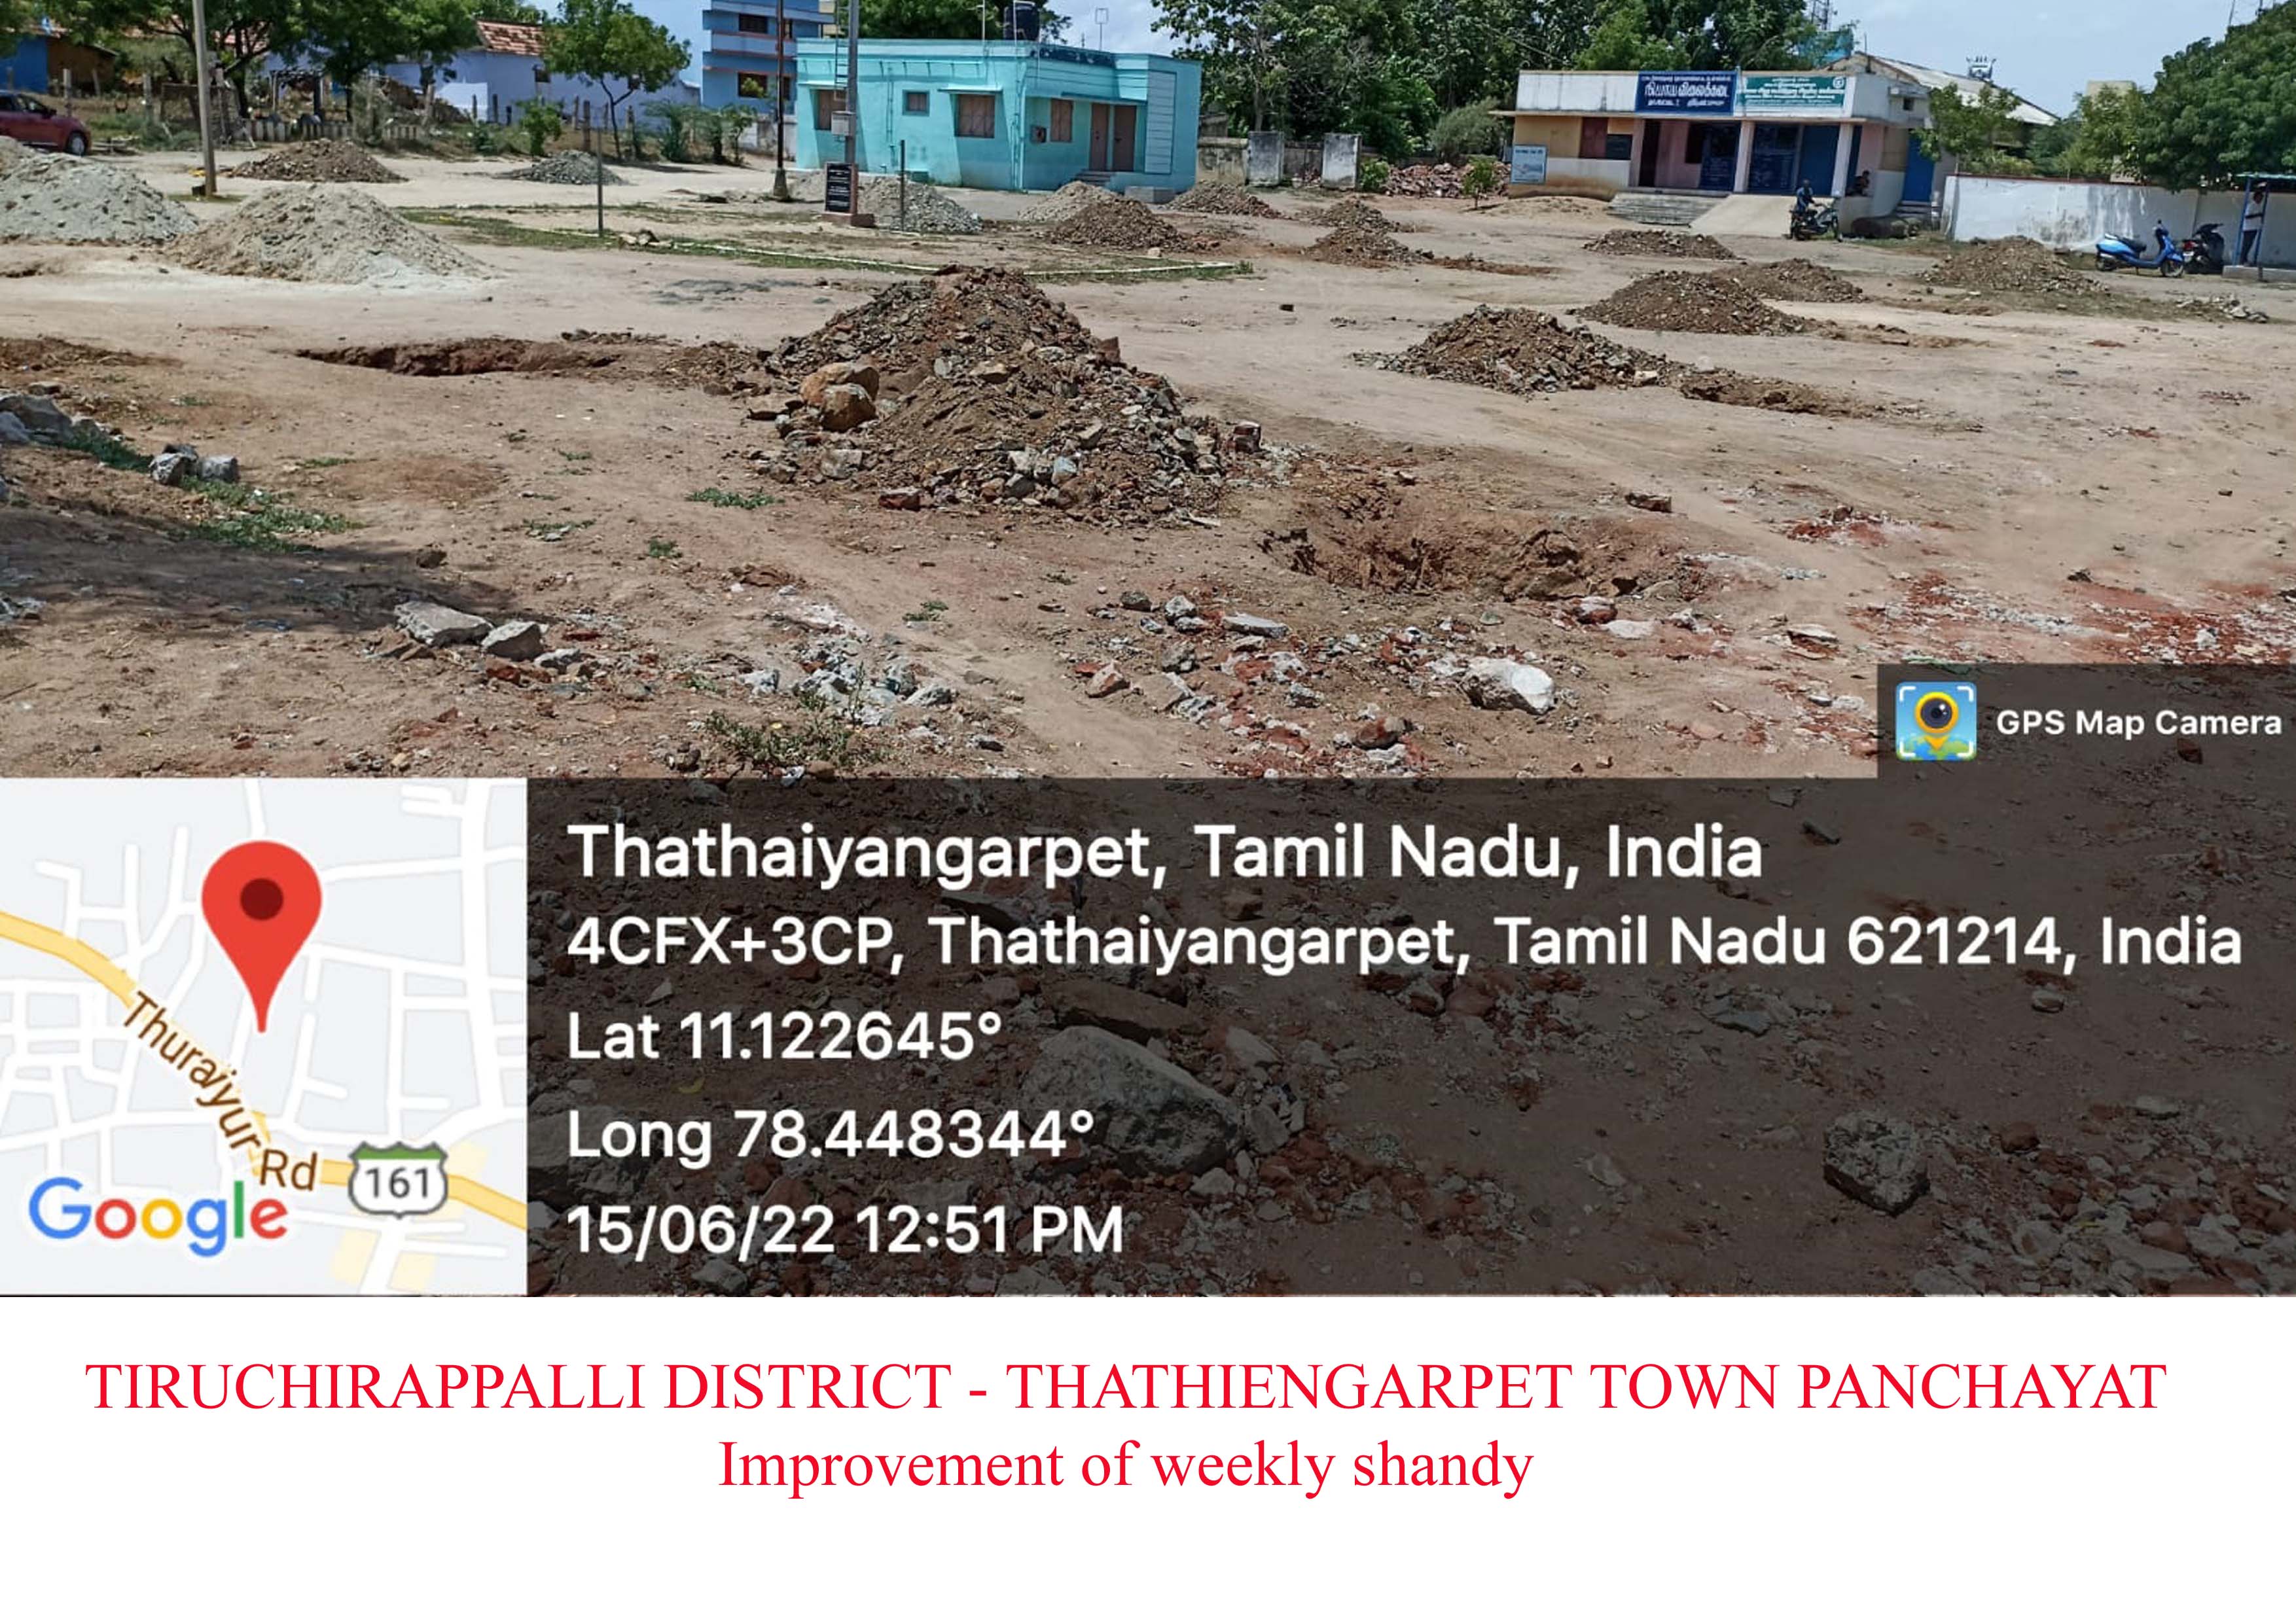 நியாயவிலைக்கடை
GPS Map Camera
Thathaiyangarpet, Tamil Nadu, India
4CFX+3CP, Thathaiyangarpet, Tamil Nadu 621214, India
Lat 11.122645°
Long 78.448344°
15/06/22 12:51 PM
Thuraiyur Rd
161
Google
TIRUCHIRAPPALLI DISTRICT - THATHIENGARPET TOWN PANCHAYAT
Improvement of weekly shandy